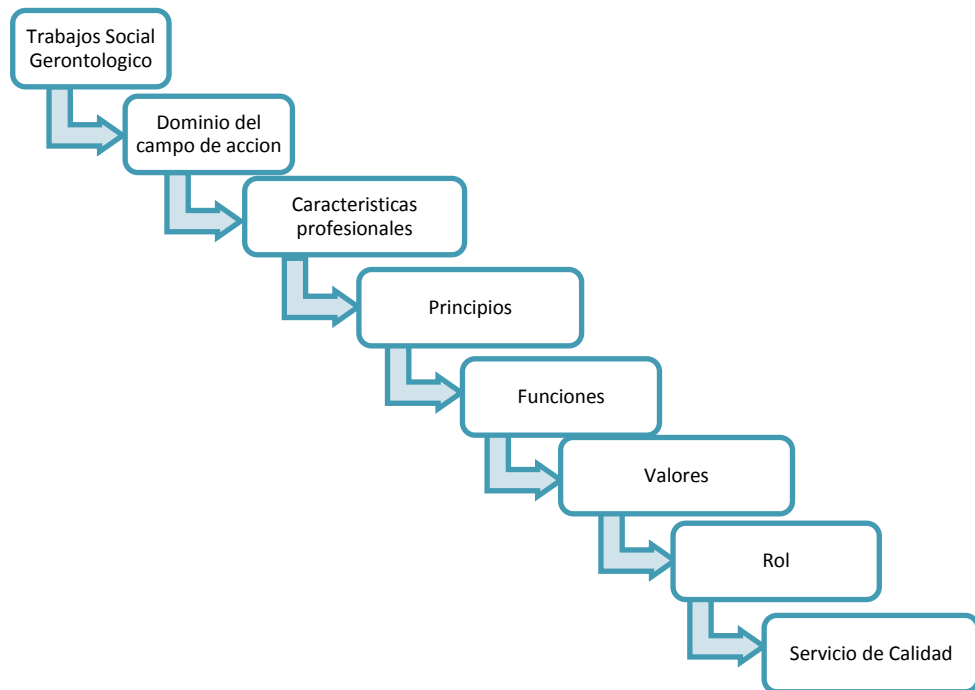 Trabajos Social
Gerontologico
Dominio del
campo de accion
Caracteristicas
profesionales
Principios
Funciones
Valores
Rol
Servicio de Calidad